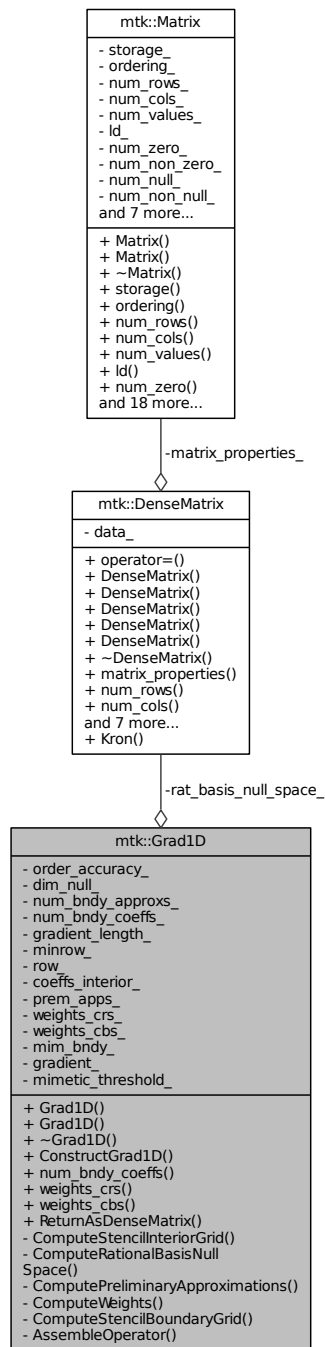 mtk::Matrix
- storage_
- ordering_
- num_rows_
- num_cols_
- num_values_
- ld_
- num_zero_
- num_non_zero_
- num_null_
- num_non_null_
and 7 more...
+ Matrix()
+ Matrix()
+ ~Matrix()
+ storage()
+ ordering()
+ num_rows()
+ num_cols()
+ num_values()
+ ld()
+ num_zero()
and 18 more...
-matrix_properties_
mtk::DenseMatrix
- data_
+ operator=()
+ DenseMatrix()
+ DenseMatrix()
+ DenseMatrix()
+ DenseMatrix()
+ DenseMatrix()
+ ~DenseMatrix()
+ matrix_properties()
+ num_rows()
+ num_cols()
and 7 more...
+ Kron()
-rat_basis_null_space_
mtk::Grad1D
- order_accuracy_
- dim_null_
- num_bndy_approxs_
- num_bndy_coeffs_
- gradient_length_
- minrow_
- row_
- coeffs_interior_
- prem_apps_
- weights_crs_
- weights_cbs_
- mim_bndy_
- gradient_
- mimetic_threshold_
+ Grad1D()
+ Grad1D()
+ ~Grad1D()
+ ConstructGrad1D()
+ num_bndy_coeffs()
+ weights_crs()
+ weights_cbs()
+ ReturnAsDenseMatrix()
- ComputeStencilInteriorGrid()
- ComputeRationalBasisNull
Space()
- ComputePreliminaryApproximations()
- ComputeWeights()
- ComputeStencilBoundaryGrid()
- AssembleOperator()